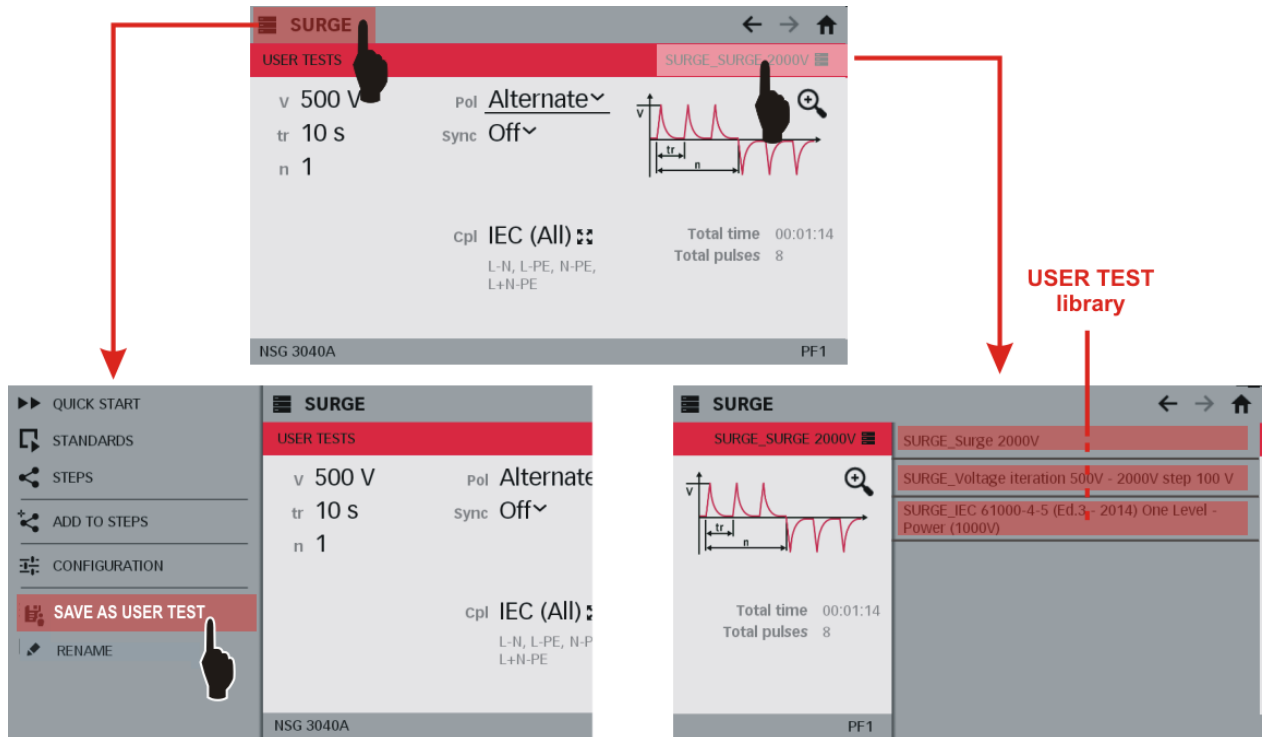 SURGE
USER TESTS
SURGE_SURGE 2000V
V 500 V
Pol Alternate
tr 10 s
Sync Off
n 1
V
tr
n
Cpl IEC (All)
L-N, L-PE, N-PE,
L+N-PE
Total time 00:01:14
Total pulses 8
NSG 3040A
PF1
USER TEST
library
QUICK START
STANDARDS
STEPS
ADD TO STEPS
CONFIGURATION
SAVE AS USER TEST
RENAME
SURGE
USER TESTS
V 500 V
Pol Alternate
tr 10 s
Sync Off
n 1
Cpl IEC (All)
L-N, L-PE, N-P
L+N-PE
NSG 3040A
SURGE
SURGE_SURGE 2000V
V
tr
n
Total time 00:01:14
Total pulses 8
PF1
SURGE_Surge 2000V
SURGE_Voltage iteration 500V - 2000V step 100 V
SURGE_IEC 61000-4-5 (Ed.3 - 2014) One Level -
Power (1000V)